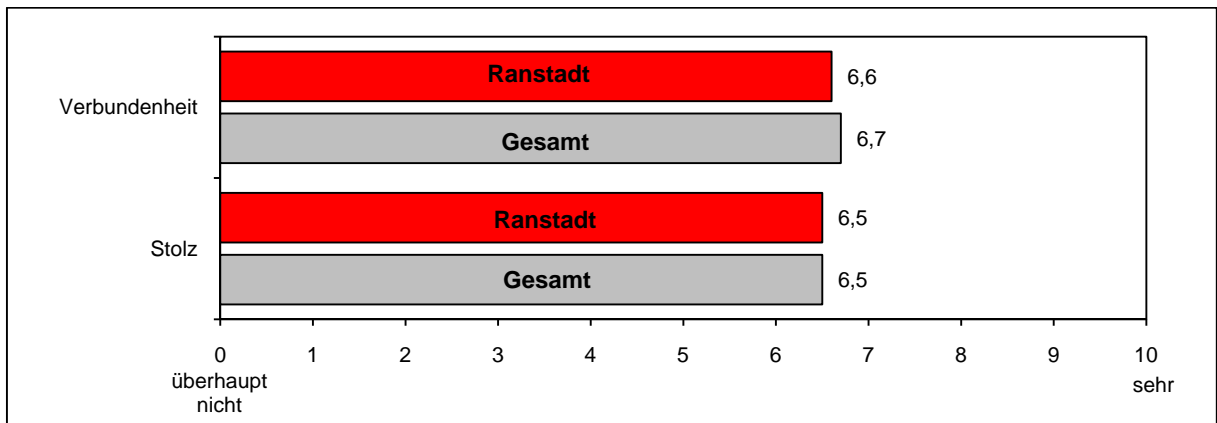 Verbundenheit
Ranstadt 6,6
Gesamt 6,7
Stolz
Ranstadt 6,5
Gesamt 6,5
0 1 2 3 4 5 6 7 8 9 10
überhaupt
nicht
sehr